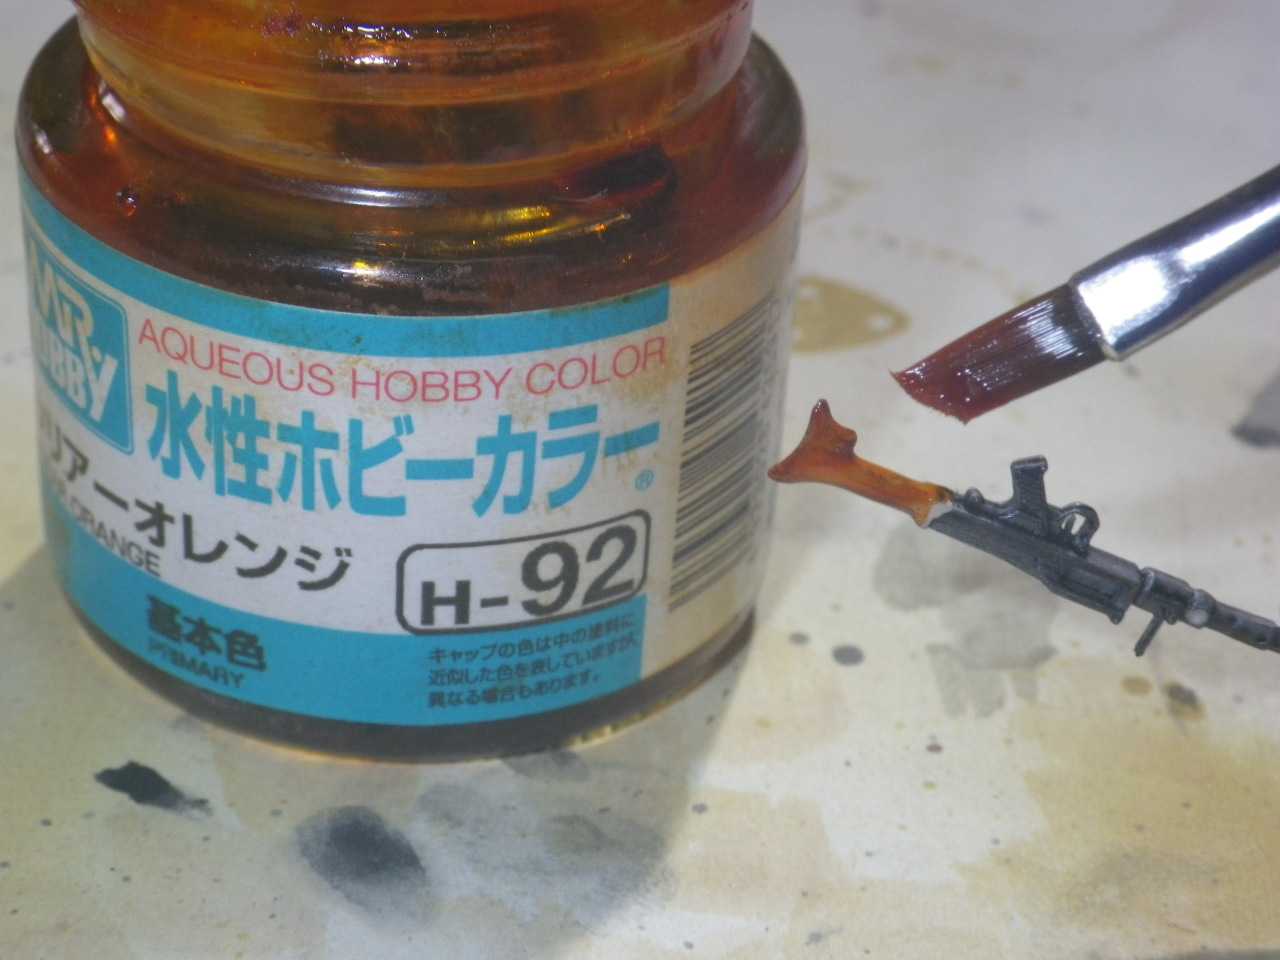 MR.
HOBBY
AQUEOUS HOBBY COLOR
水性ホビーカラー
®
リアーオレンジ
ORANGE
H-92
基本色
PRIMARY
キャップの色は中の塗料に
近似した色を表していますが
異なる場合もあります。